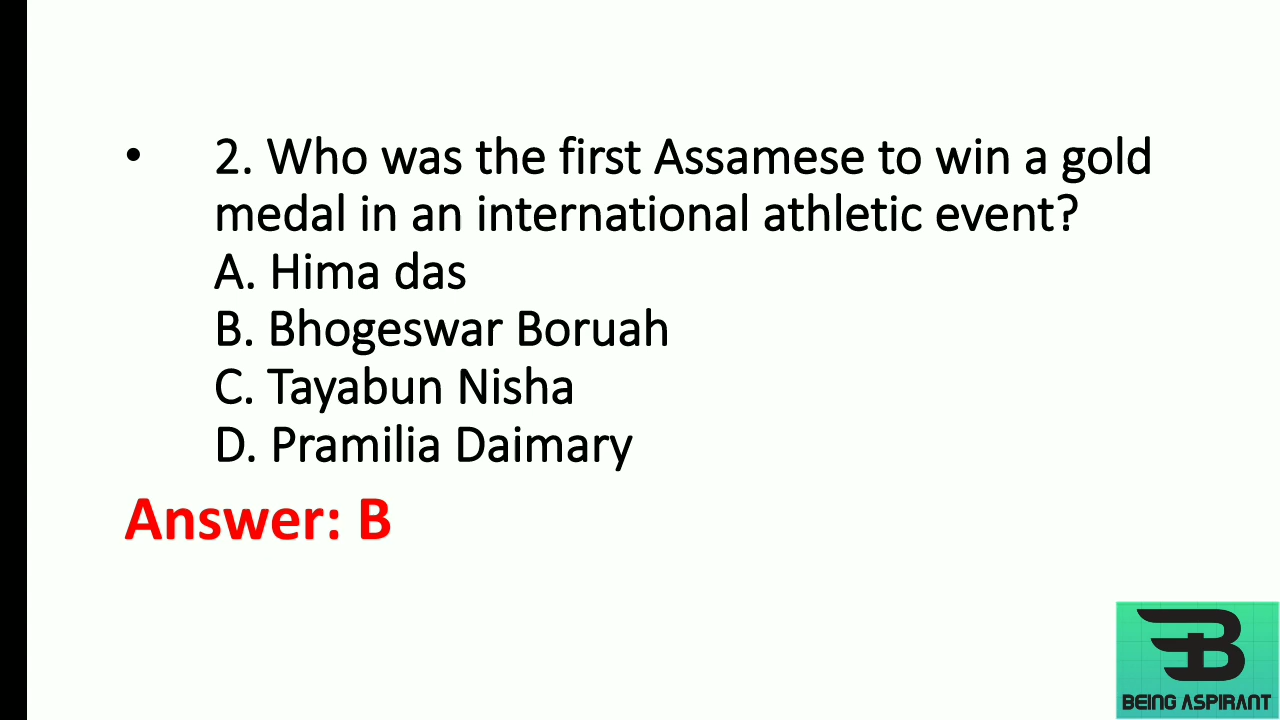 • 2. Who was the first Assamese to win a gold
medal in an international athletic event?
A. Hima das
B. Bhogeswar Boruah
C. Tayabun Nisha
D. Pramilia Daimary
Answer: B
BEING ASPIRANT